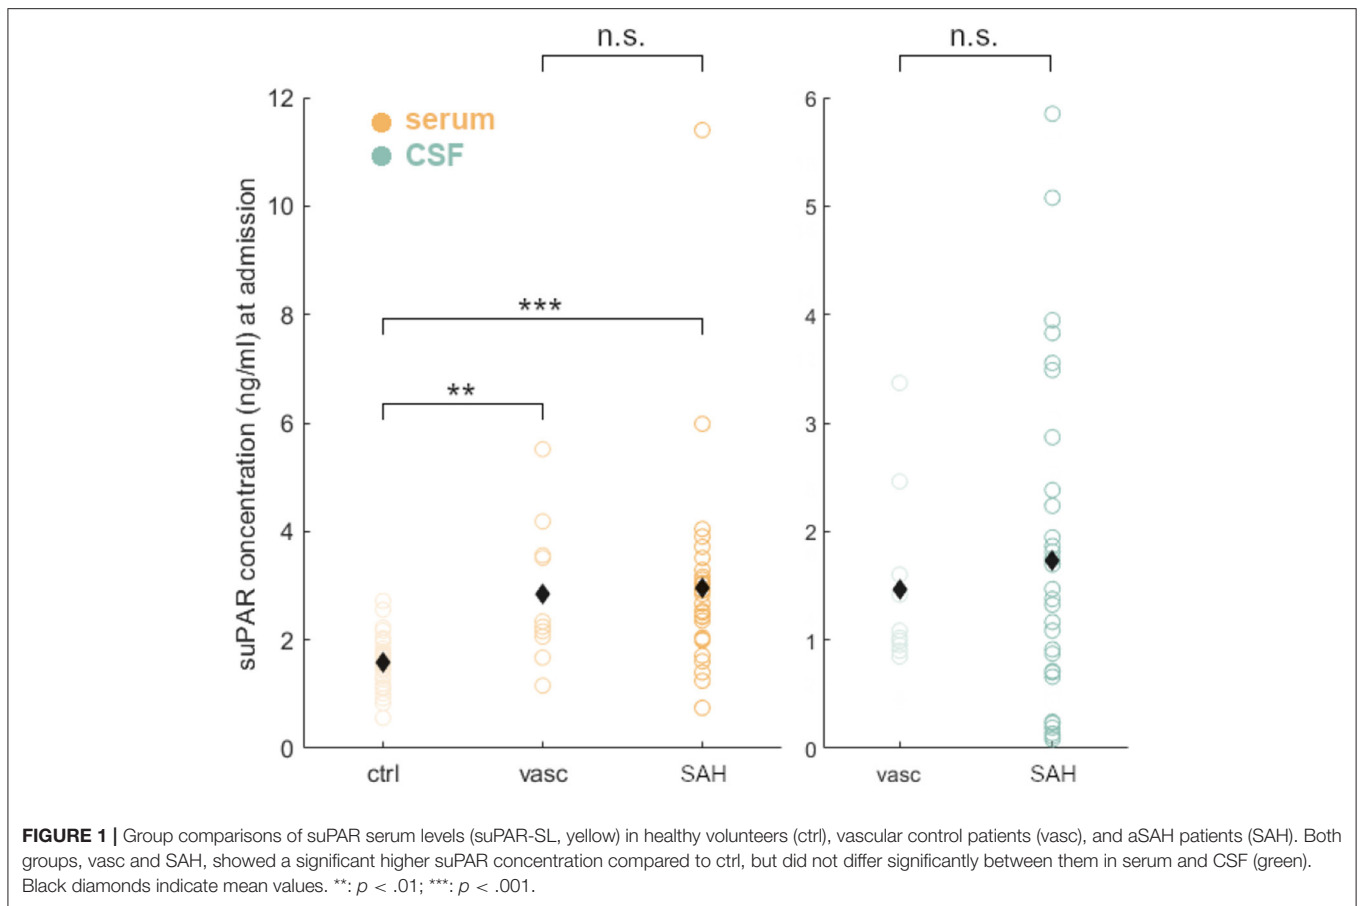 n.s.
n.s.
12
10
8
6
4
2
0
suPAR concentration (ng/ml) at admission
serum
CSF
***
**
ctrl
vasc
SAH
6
5
4
3
2
1
0
vasc
SAH
FIGURE 1 | Group comparisons of suPAR serum levels (suPAR-SL, yellow) in healthy volunteers (ctrl), vascular control patients (vasc), and aSAH patients (SAH). Both
groups, vasc and SAH, showed a significant higher suPAR concentration compared to ctrl, but did not differ significantly between them in serum and CSF (green).
Black diamonds indicate mean values. **: p < .01; ***: p < .001.